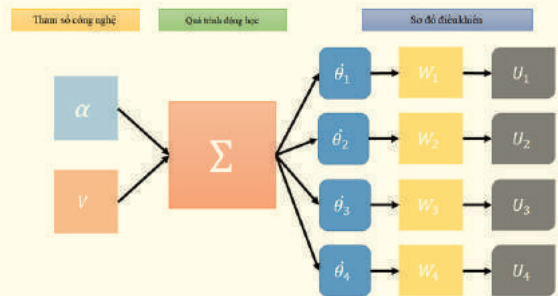 Tham số công nghệ
Quá trình động học
Sơ đồ điều khiển
α
V
Σ
θ̇₁ W₁ U₁
θ̇₂ W₂ U₂
θ̇₃ W₃ U₃
θ̇₄ W₄ U₄